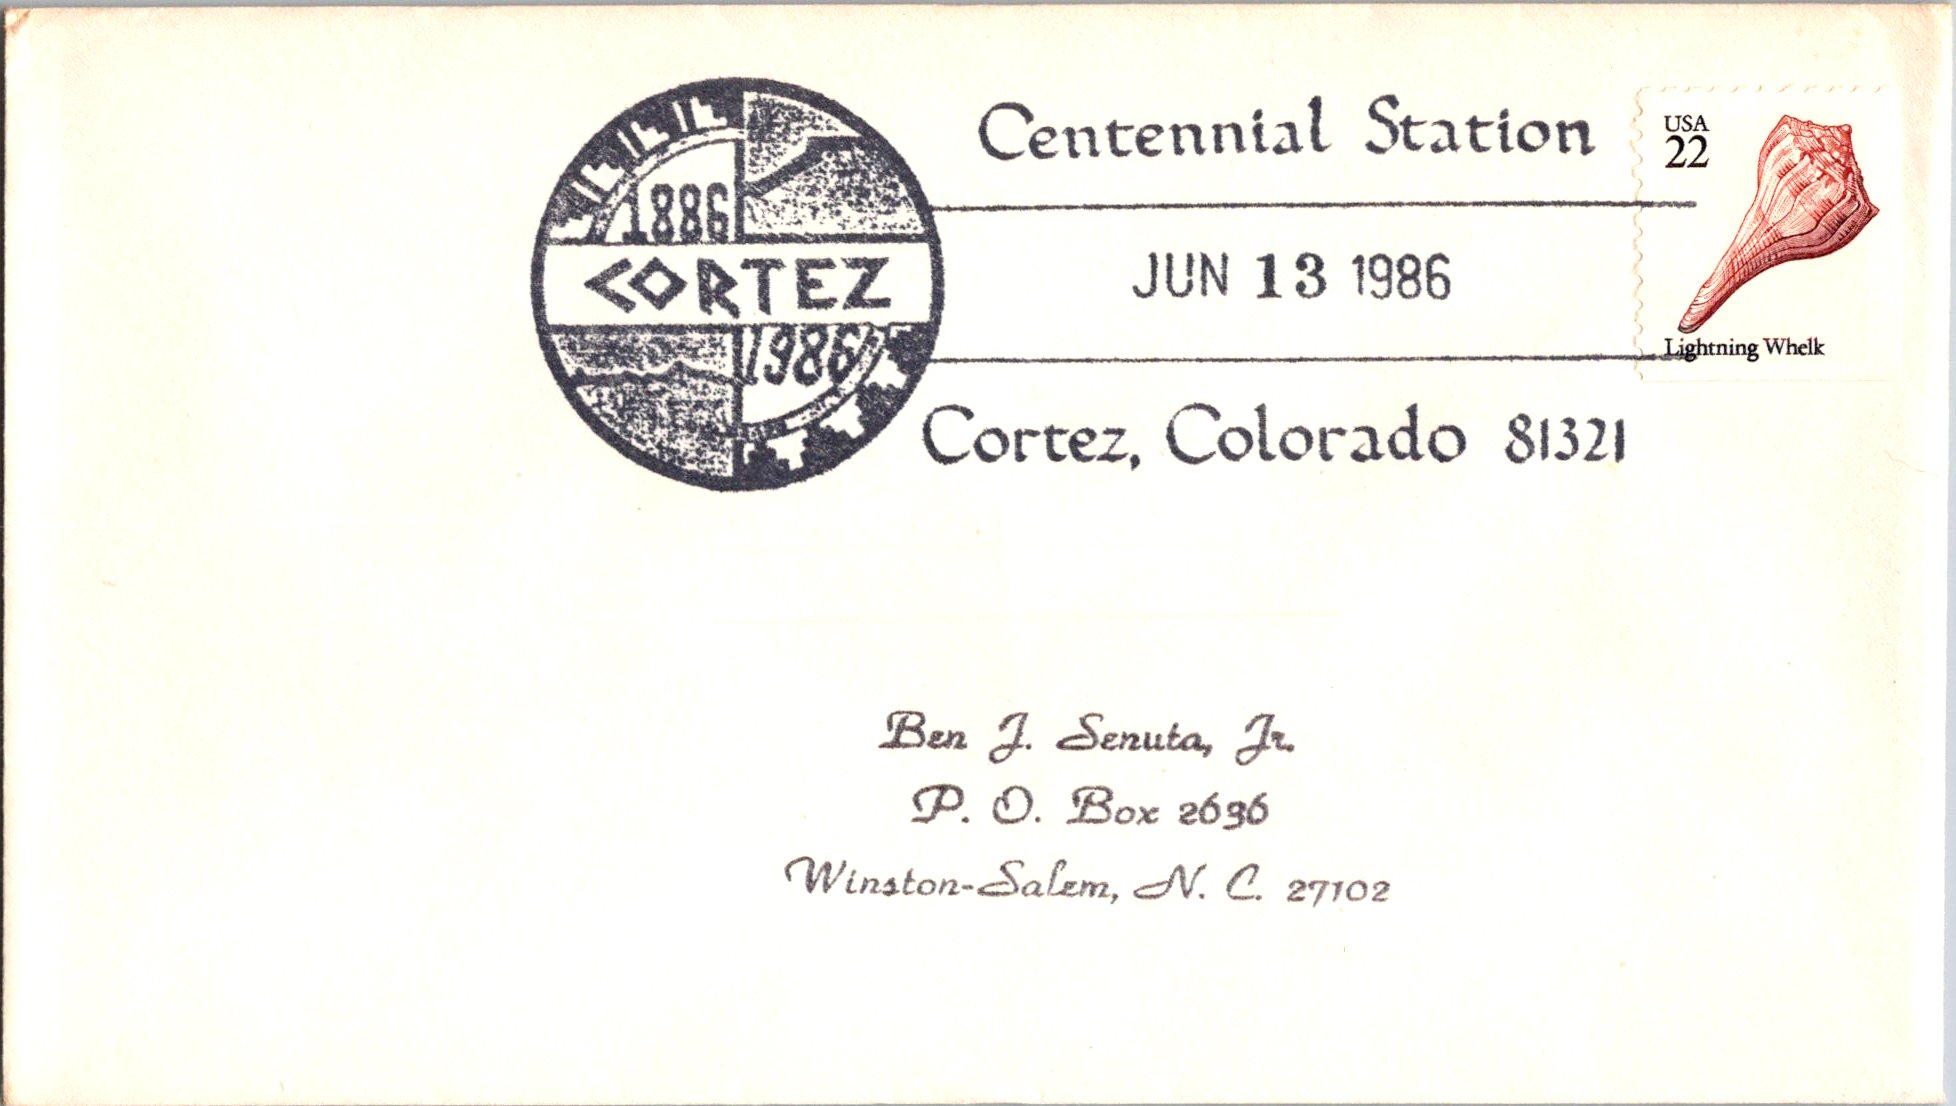 1886
CORTEZ
1986
Centennial Station
JUN 13 1986
Cortez, Colorado 81321
USA
22
Lightning Whelk
Ben J. Senuta, Jr.
P. O. Box 2636
Winston-Salem, N. C. 27102